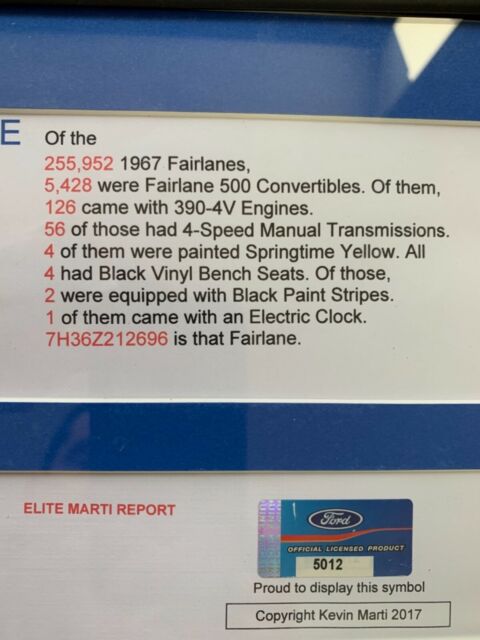 E
Of the
255,952 1967 Fairlanes,
5,428 were Fairlane 500 Convertibles. Of them,
126 came with 390-4V Engines.
56 of those had 4-Speed Manual Transmissions.
4 of them were painted Springtime Yellow. All
4 had Black Vinyl Bench Seats. Of those,
2 were equipped with Black Paint Stripes.
1 of them came with an Electric Clock.
7H36Z212696 is that Fairlane.
ELITE MARTI REPORT
Ford
OFFICIAL LICENSED PRODUCT
5012
Proud to display this symbol
Copyright Kevin Marti 2017